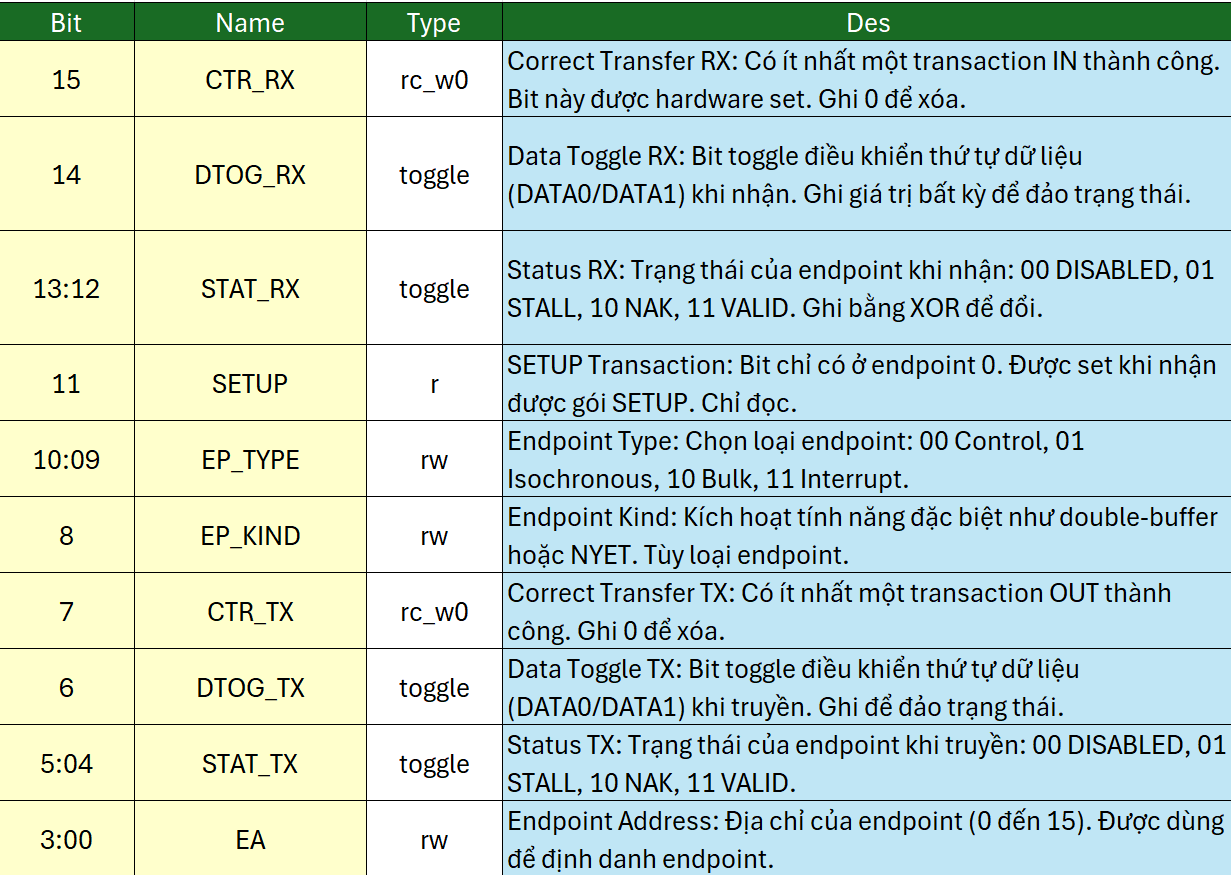 Bit Name Type Des
15 CTR_RX rc_w0 Correct Transfer RX: Có ít nhất một transaction IN thành công.
Bit này được hardware set. Ghi 0 để xóa.
14 DTOG_RX toggle Data Toggle RX: Bit toggle điều khiển thứ tự dữ liệu
(DATA0/DATA1) khi nhận. Ghi giá trị bất kỳ để đảo trạng thái.
13:12 STAT_RX toggle Status RX: Trạng thái của endpoint khi nhận: 00 DISABLED, 01
STALL, 10 NAK, 11 VALID. Ghi bằng XOR để đổi.
11 SETUP r SETUP Transaction: Bit chỉ có ở endpoint 0. Được set khi nhận
được gói SETUP. Chỉ đọc.
10:09 EP_TYPE rw Endpoint Type: Chọn loại endpoint: 00 Control, 01
Isochronous, 10 Bulk, 11 Interrupt.
8 EP_KIND rw Endpoint Kind: Kích hoạt tính năng đặc biệt như double-buffer
hoặc NYET. Tùy loại endpoint.
7 CTR_TX rc_w0 Correct Transfer TX: Có ít nhất một transaction OUT thành
công. Ghi 0 để xóa.
6 DTOG_TX toggle Data Toggle TX: Bit toggle điều khiển thứ tự dữ liệu
(DATA0/DATA1) khi truyền. Ghi để đảo trạng thái.
5:04 STAT_TX toggle Status TX: Trạng thái của endpoint khi truyền: 00 DISABLED, 01
STALL, 10 NAK, 11 VALID.
3:00 EA rw Endpoint Address: Địa chỉ của endpoint (0 đến 15). Được dùng
để định danh endpoint.